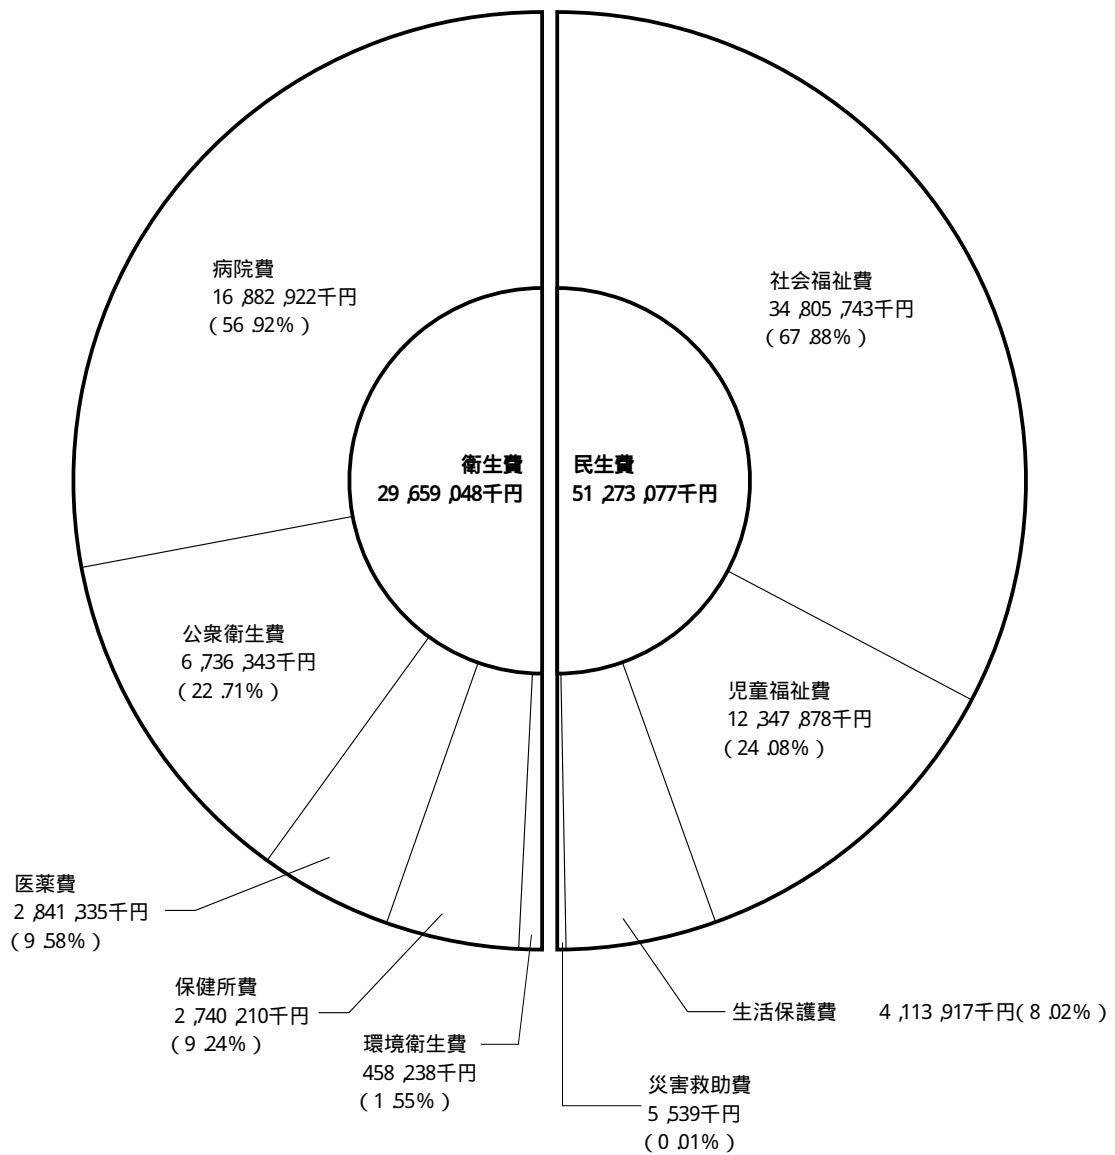 病院費
16,882,922千円
(56.92%)
社会福祉費
34,805,743千円
(67.88%)
衛生費
29,659,048千円
民生費
51,273,077千円
公衆衛生費
6,736,343千円
(22.71%)
児童福祉費
12,347,878千円
(24.08%)
医薬費
2,841,335千円
(9.58%)
保健所費
2,740,210千円
(9.24%)
環境衛生費
458,238千円
(1.55%)
生活保護費 4,113,917千円(8.02%)
災害救助費
5,539千円
(0.01%)